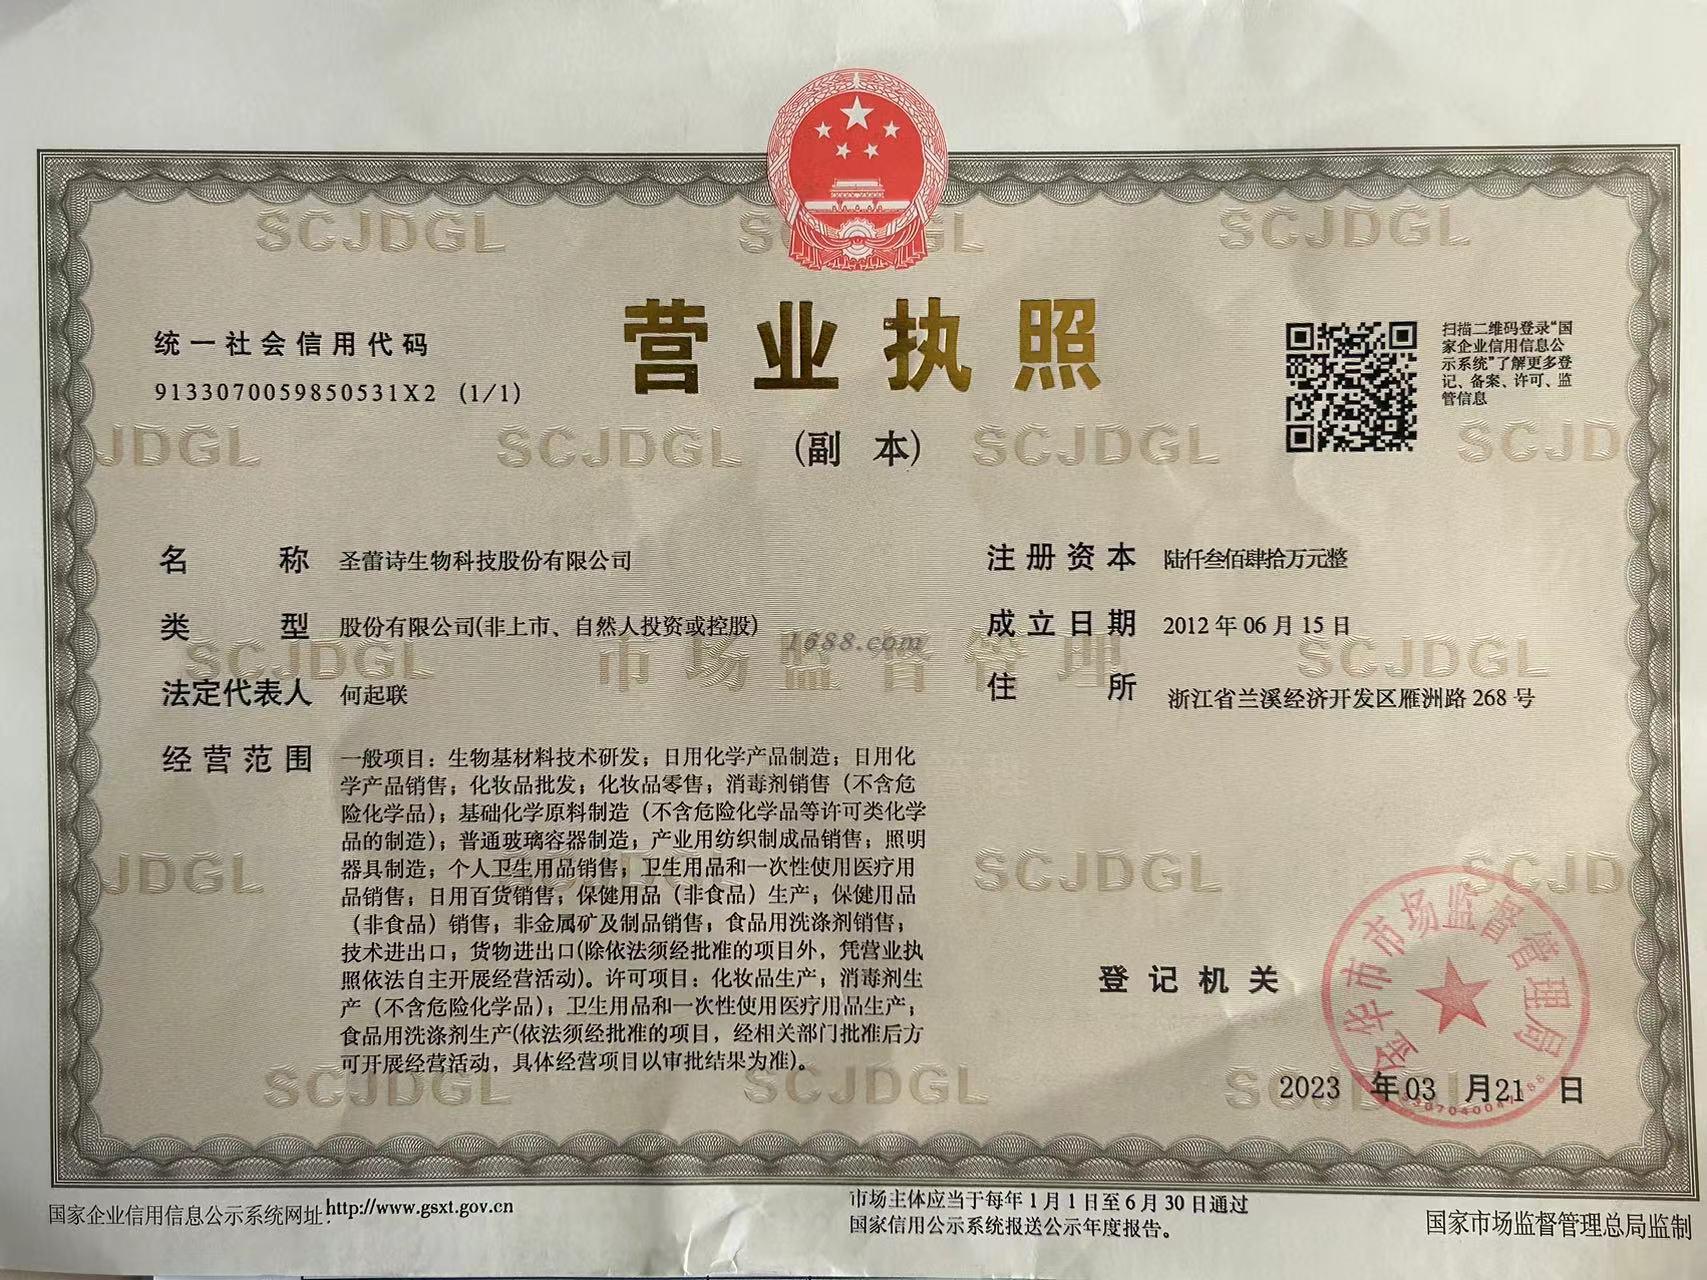 SCJDGL
SCJDGL
统一社会信用代码
9133070059850531X2 (1/1)
营业执照
(副 本)
扫描二维码登录“国
家企业信用信息公
示系统”了解更多登
记、备案、许可、监
管信息
JDGL
SCJDGL
SCJDGL
SCJD
名 称 圣蕾诗生物科技股份有限公司
注册资本 陆仟叁佰肆拾万元整
类 型 股份有限公司(非上市、自然人投资或控股)
成立日期 2012 年 06 月 15 日
1688.com
SCJDGL
市场监督管理
SCJDGL
法定代表人 何起联
住 所 浙江省兰溪经济开发区雁洲路 268 号
经营范围 一般项目：生物基材料技术研发；日用化学产品制造；日用化
学产品销售；化妆品批发；化妆品零售；消毒剂销售（不含危
险化学品）；基础化学原料制造（不含危险化学品等许可类化学
品的制造）；普通玻璃容器制造；产业用纺织制成品销售；照明
器具制造；个人卫生用品销售；卫生用品和一次性使用医疗用
品销售；日用百货销售；保健用品（非食品）生产；保健用品
（非食品）销售；非金属矿及制品销售；食品用洗涤剂销售；
技术进出口；货物进出口(除依法须经批准的项目外，凭营业执
照依法自主开展经营活动)。许可项目：化妆品生产；消毒剂生
产（不含危险化学品）；卫生用品和一次性使用医疗用品生产；
食品用洗涤剂生产(依法须经批准的项目，经相关部门批准后方
可开展经营活动，具体经营项目以审批结果为准)。
JDGL
SCJDGL
SCJD
登记机关
金华市市场监督管理局
2023 年 03 月 21 日
SCJDGL
SCJDGL
国家企业信用信息公示系统网址：http://www.gsxt.gov.cn
市场主体应当于每年 1 月 1 日至 6 月 30 日通过
国家信用公示系统报送公示年度报告。
国家市场监督管理总局监制